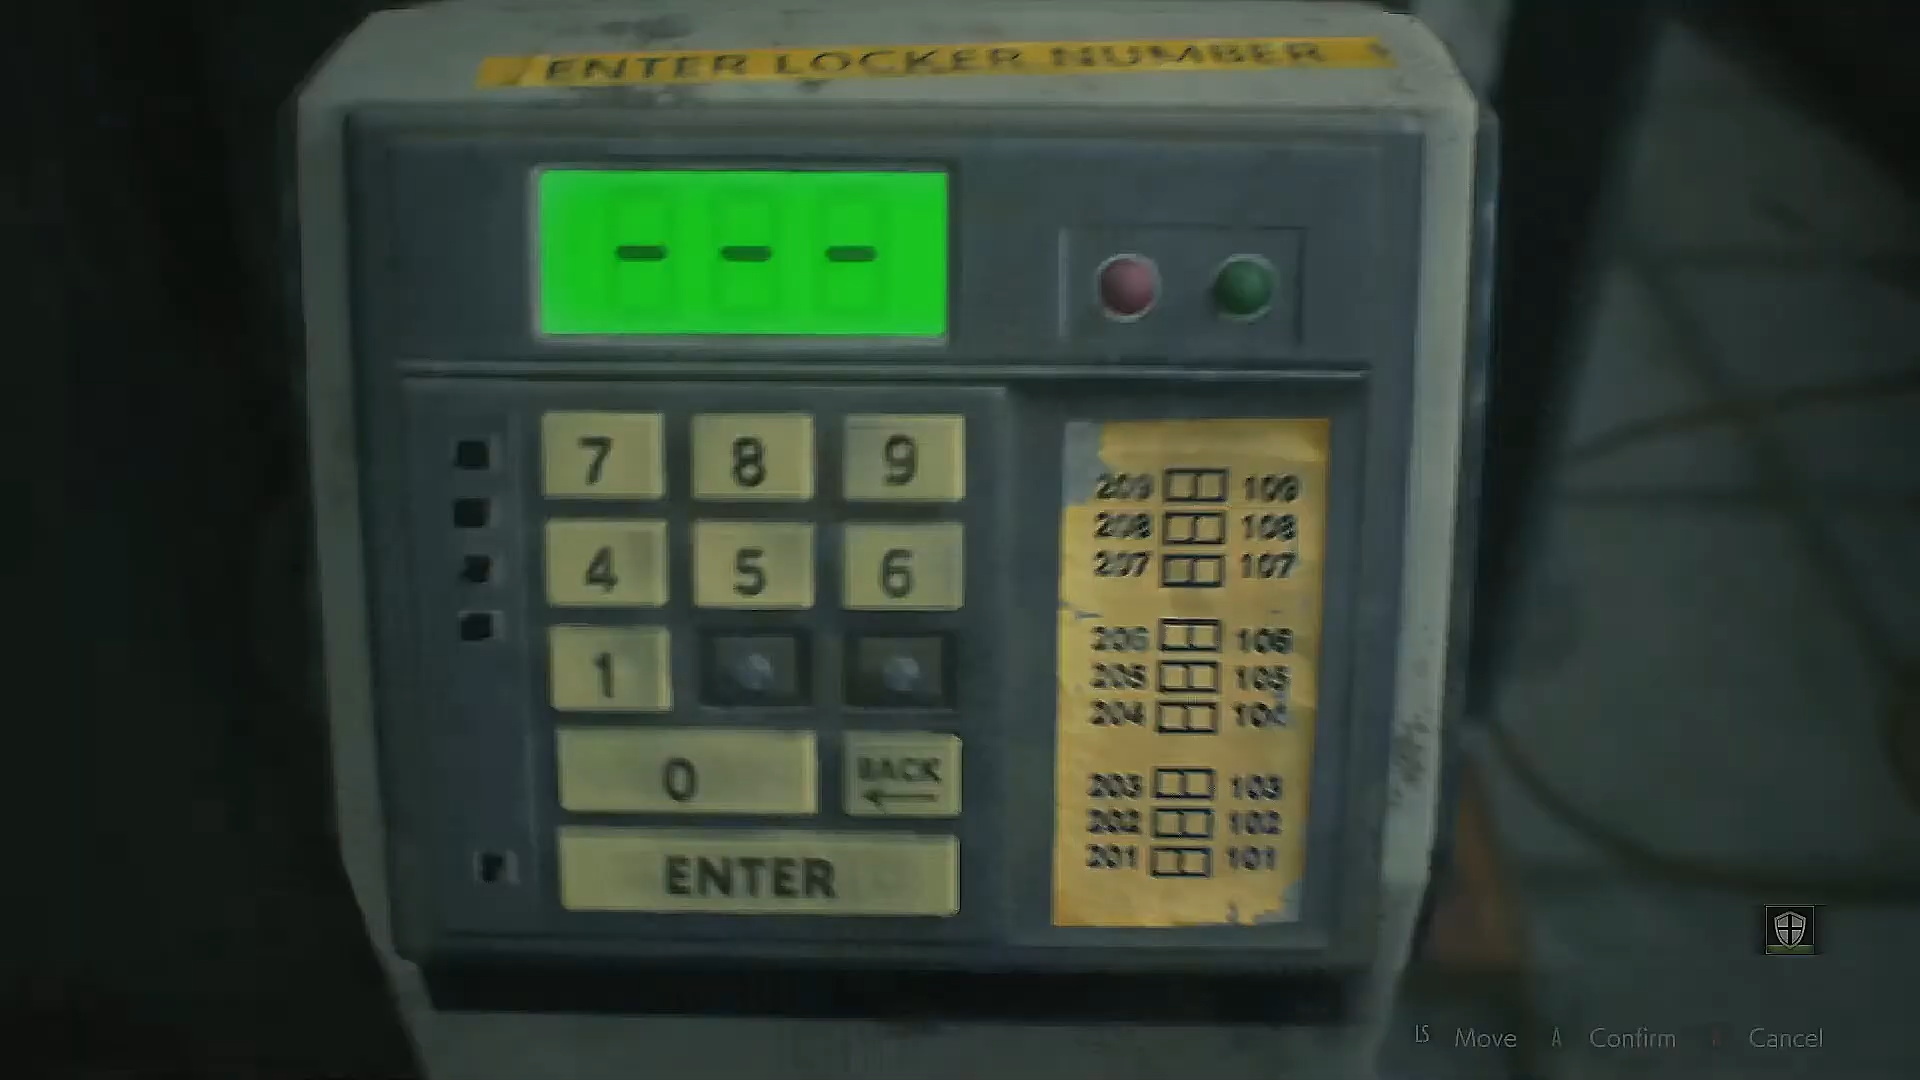 ENTER LOCKER NUMBER
7 8 9
4 5 6
1
0 BACK
ENTER
209 109
208 108
207 107
206 106
205 105
204 104
203 103
202 102
201 101
LS Move A Confirm Cancel